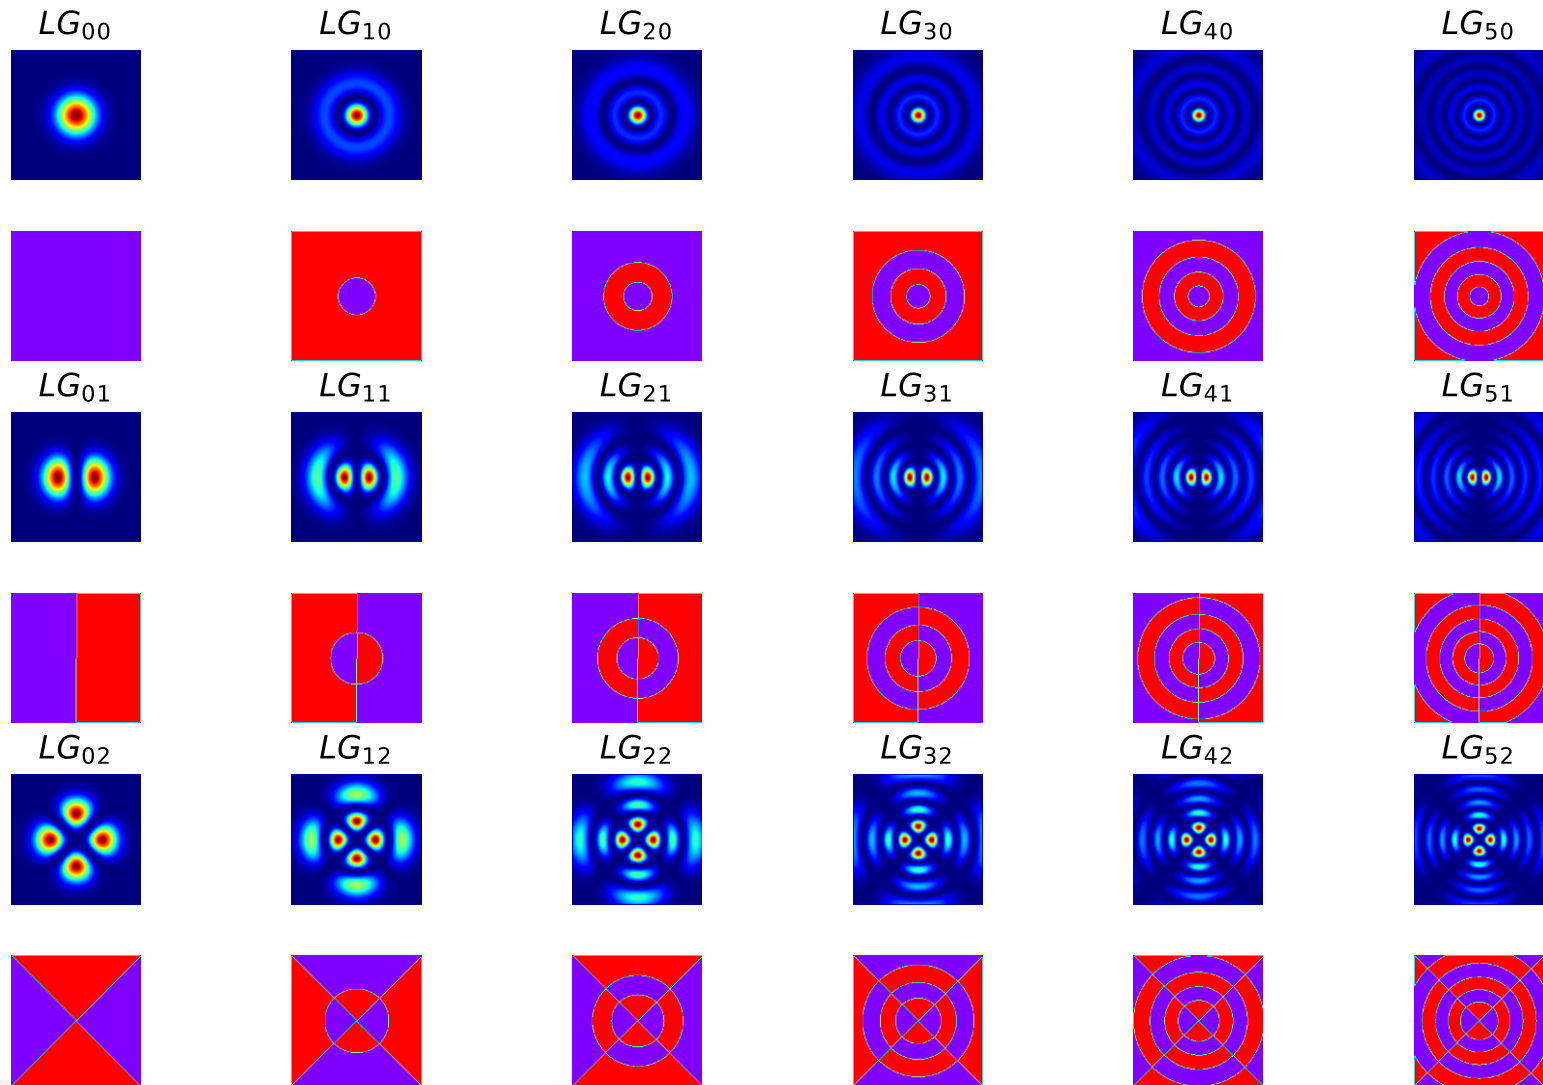 LG₀₀ LG₁₀ LG₂₀ LG₃₀ LG₄₀ LG₅₀
LG₀₁ LG₁₁ LG₂₁ LG₃₁ LG₄₁ LG₅₁
LG₀₂ LG₁₂ LG₂₂ LG₃₂ LG₄₂ LG₅₂